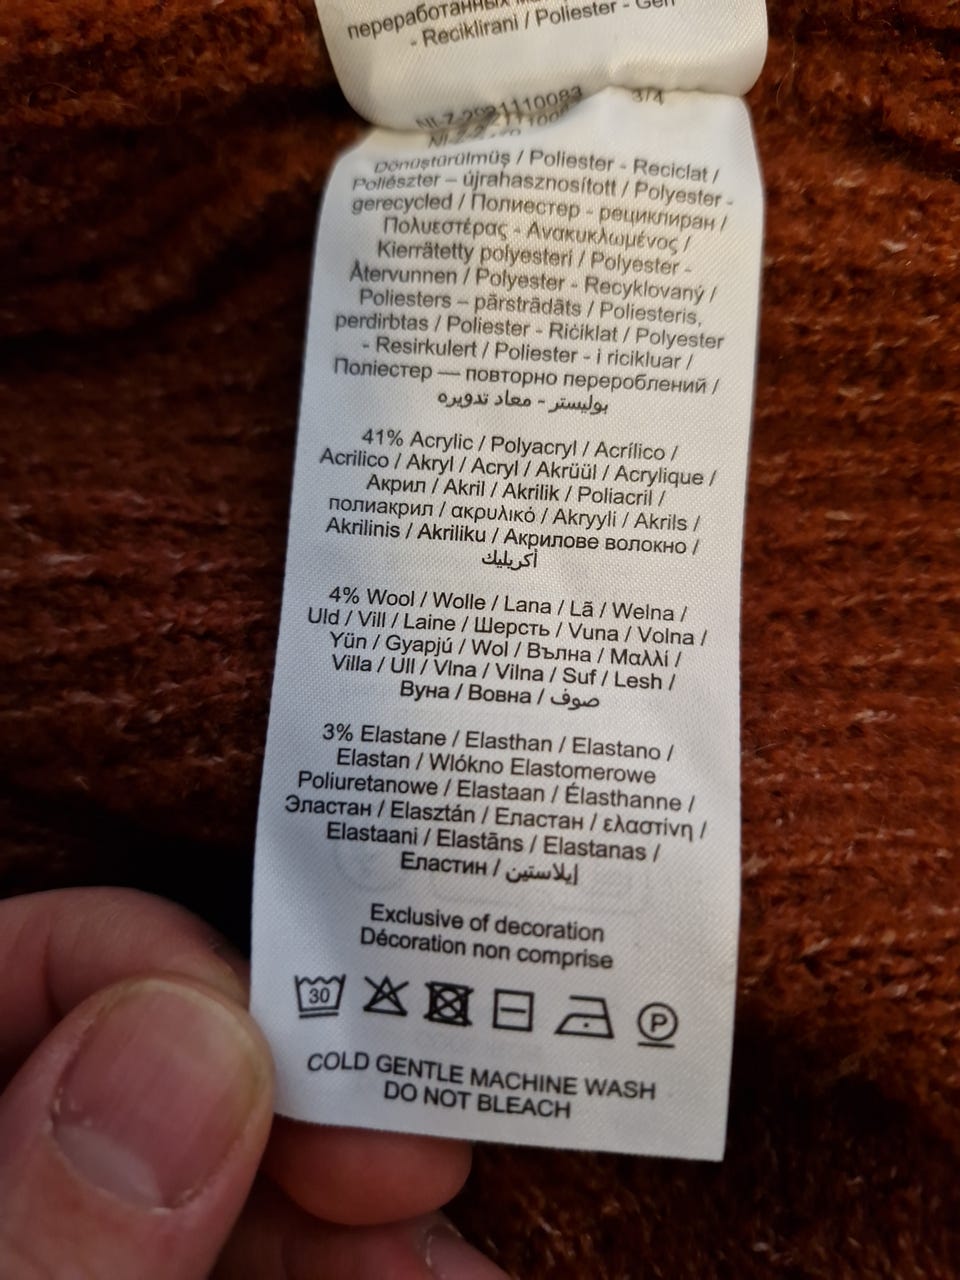 переработанных
- Reciklirani / Poliester -
3/4
NI-Z-2021110083
Dönüştürülmüş / Poliester - Reciclat /
Poliészter – újrahasznosított / Polyester -
gerecycled / Полиестер - рециклиран /
Πολυεστέρας - Ανακυκλωμένος /
Kierrätetty polyesteri / Polyester -
Återvunnen / Polyester - Recyklovaný /
Poliesters – pārstrādāts / Poliesteris,
perdirbtas / Poliester - Riċiklat / Polyester
- Resirkulert / Poliester - i ricikluar /
Поліестер — повторно перероблений /
بوليستر - معاد تدويره
41% Acrylic / Polyacryl / Acrílico /
Acrilico / Akryl / Acryl / Akrüül / Acrylique /
Акрил / Akril / Akrilik / Poliacril /
полиакрил / ακρυλικό / Akryyli / Akrils /
Akrilinis / Akriliku / Акрилове волокно /
أكريليك
4% Wool / Wolle / Lana / Lã / Welna /
Uld / Vill / Laine / Шерсть / Vuna / Volna /
Yün / Gyapjú / Wol / Вълна / Μαλλί /
Villa / Ull / Vlna / Vilna / Suf / Lesh /
Вуна / Вовна / صوف
3% Elastane / Elasthan / Elastano /
Elastan / Wlókno Elastomerowe
Poliuretanowe / Elastaan / Élasthanne /
Эластан / Elasztán / Еластан / ελαστίνη /
Elastaani / Elastāns / Elastanas /
Еластин / إيلاستين
Exclusive of decoration
Décoration non comprise
30 P
COLD GENTLE MACHINE WASH
DO NOT BLEACH